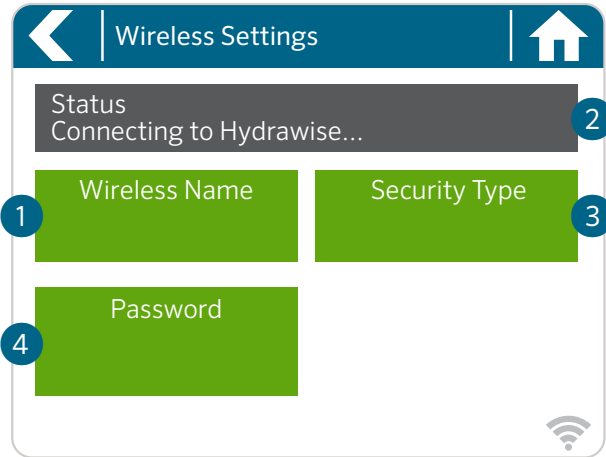 Wireless Settings
Status
Connecting to Hydrawise...
2
Wireless Name
Security Type
1
3
Password
4